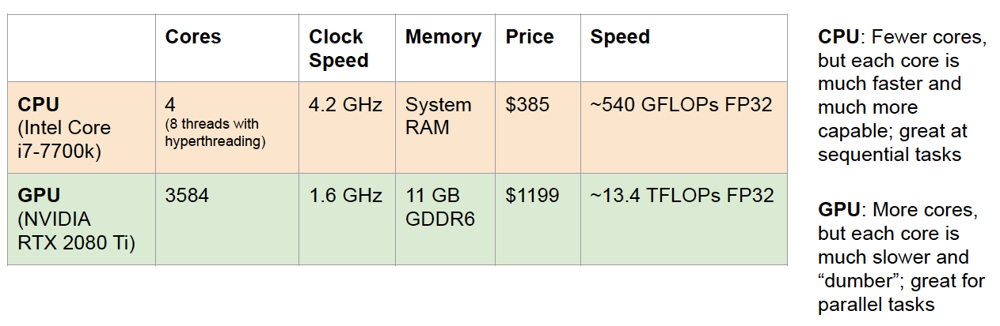 Cores
Clock
Speed
Memory
Price
Speed
CPU
(Intel Core
i7-7700k)
4
(8 threads with
hyperthreading)
4.2 GHz
System
RAM
$385
~540 GFLOPs FP32
GPU
(NVIDIA
RTX 2080 Ti)
3584
1.6 GHz
11 GB
GDDR6
$1199
~13.4 TFLOPs FP32
CPU: Fewer cores,
but each core is
much faster and
much more
capable; great at
sequential tasks
GPU: More cores,
but each core is
much slower and
“dumber”; great for
parallel tasks